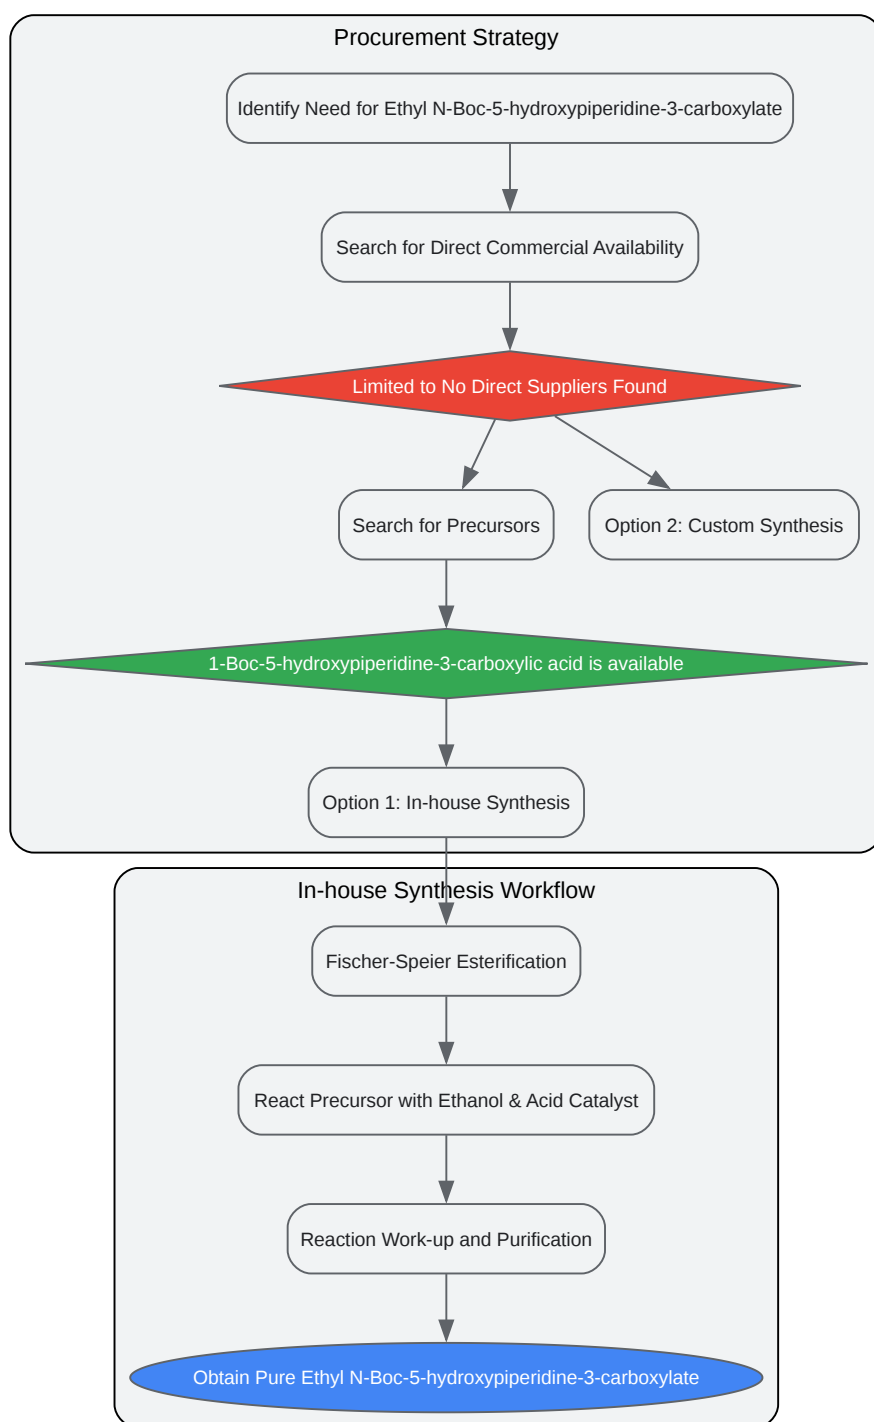 Procurement Strategy
Identify Need for Ethyl N-Boc-5-hydroxypiperidine-3-carboxylate
Search for Direct Commercial Availability
Limited to No Direct Suppliers Found
Search for Precursors
Option 2: Custom Synthesis
1-Boc-5-hydroxypiperidine-3-carboxylic acid is available
Option 1: In-house Synthesis
In-house Synthesis Workflow
Fischer-Speier Esterification
React Precursor with Ethanol & Acid Catalyst
Reaction Work-up and Purification
Obtain Pure Ethyl N-Boc-5-hydroxypiperidine-3-carboxylate